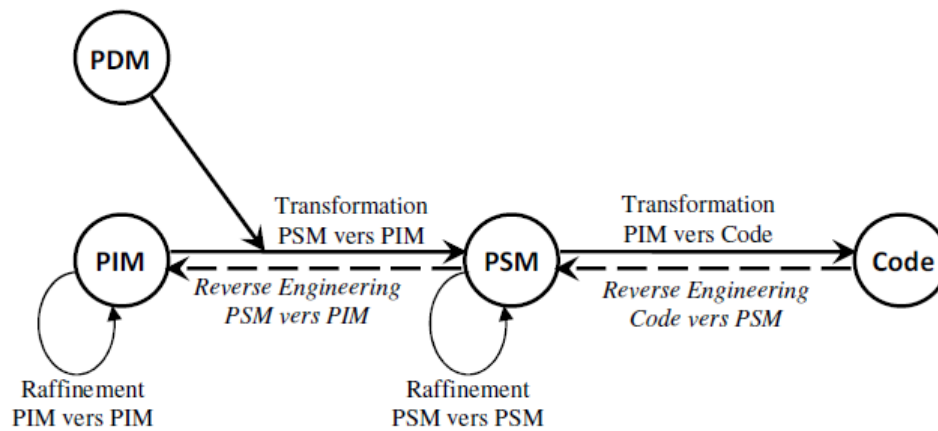 PDM
Transformation
PSM vers PIM
Transformation
PIM vers Code
PIM
PSM
Code
Reverse Engineering
PSM vers PIM
Reverse Engineering
Code vers PSM
Raffinement
PIM vers PIM
Raffinement
PSM vers PSM